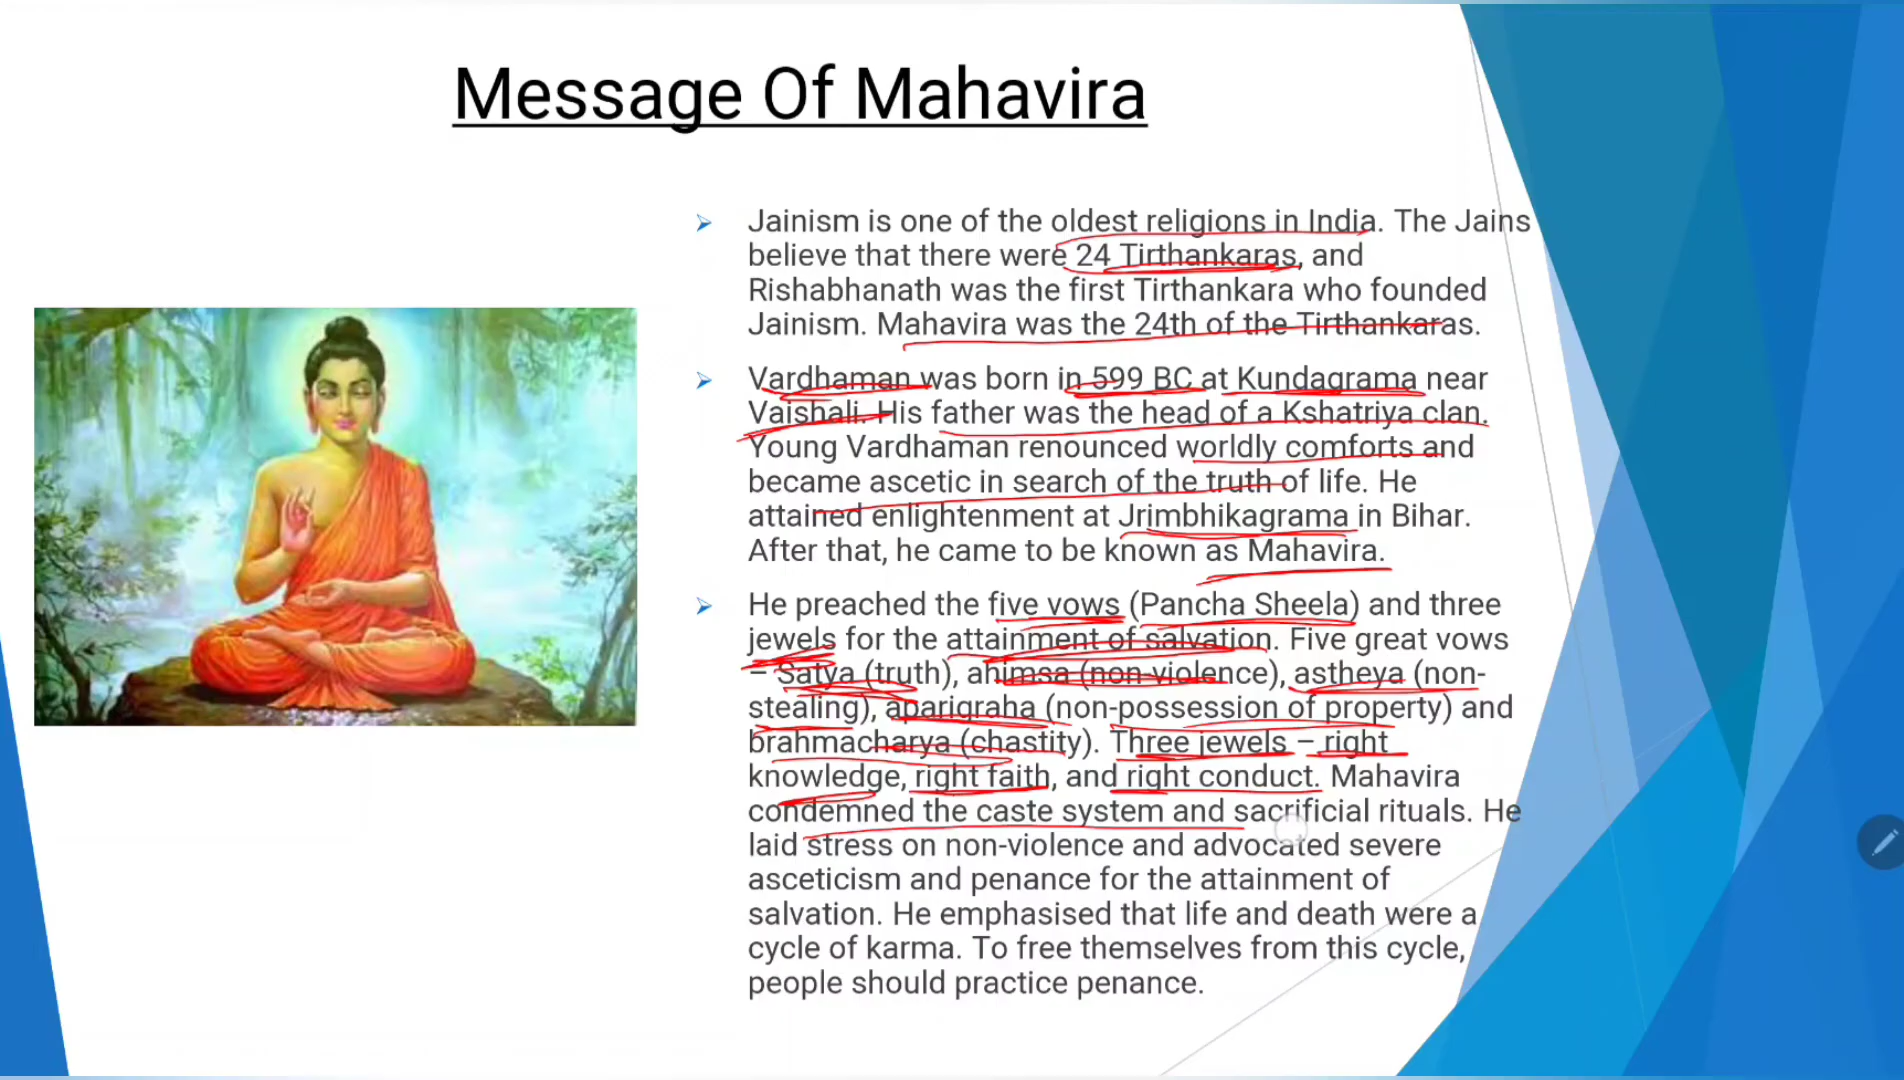 Message Of Mahavira
Jainism is one of the oldest religions in India. The Jains
believe that there were 24 Tirthankaras, and
Rishabhanath was the first Tirthankara who founded
Jainism. Mahavira was the 24th of the Tirthankaras.
Vardhaman was born in 599 BC at Kundagrama near
Vaishali. His father was the head of a Kshatriya clan.
Young Vardhaman renounced worldly comforts and
became ascetic in search of the truth of life. He
attained enlightenment at Jrimbhikagrama in Bihar.
After that, he came to be known as Mahavira.
He preached the five vows (Pancha Sheela) and three
jewels for the attainment of salvation. Five great vows
– Satya (truth), ahimsa (non-violence), astheya (non-
stealing), aparigraha (non-possession of property) and
brahmacharya (chastity). Three jewels – right
knowledge, right faith, and right conduct. Mahavira
condemned the caste system and sacrificial rituals. He
laid stress on non-violence and advocated severe
asceticism and penance for the attainment of
salvation. He emphasised that life and death were a
cycle of karma. To free themselves from this cycle,
people should practice penance.